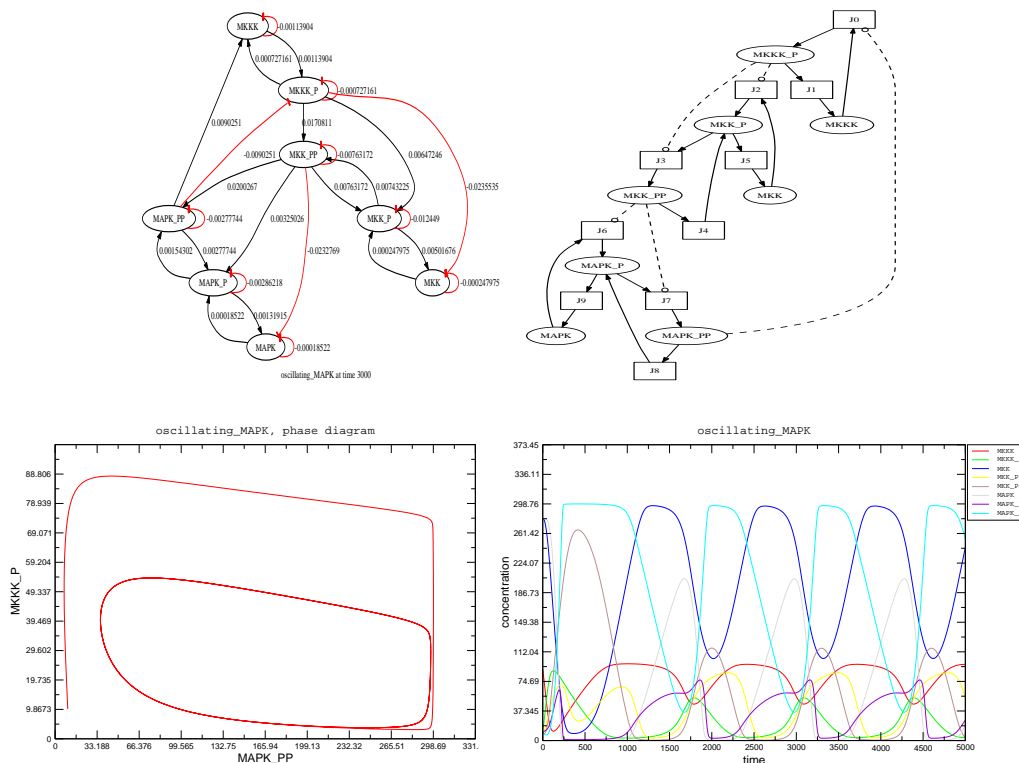 MKKK
-0.00113904
0.000727161
0.00113904
MKKK_P
-0.000727161
0.0170811
0.0090251
-0.0090251
0.00647246
MKK_PP
-0.00763172
-0.0235535
0.0200267
0.00763172
0.00743225
MAPK_PP
-0.00277744
0.00325026
MKK_P
-0.012449
0.00154302
0.00277744
-0.0232769
0.000247975
0.00501676
MAPK_P
-0.00286218
MKK
-0.000247975
0.00018522
0.00131915
MAPK
-0.00018522
oscillating_MAPK at time 3000
J0
MKKK_P
J2
J1
MKK_P
MKKK
J3
J5
MKK_PP
MKK
J6
J4
MAPK_P
J9
J7
MAPK
MAPK_PP
J8
oscillating_MAPK, phase diagram
MKKK_P
88.806
78.939
69.071
59.204
49.337
39.469
29.602
19.735
9.8673
0
0
33.188
66.376
99.565
132.75
165.94
199.13
232.32
265.51
298.69
331.
MAPK_PP
oscillating_MAPK
concentration
373.45
336.11
298.76
261.42
224.07
186.73
149.38
112.04
74.69
37.345
0
0
500
1000
1500
2000
2500
3000
3500
4000
4500
5000
time
MKKK
MKKK_
MKK
MKK_P
MKK_P
MAPK
MAPK_
MAPK_